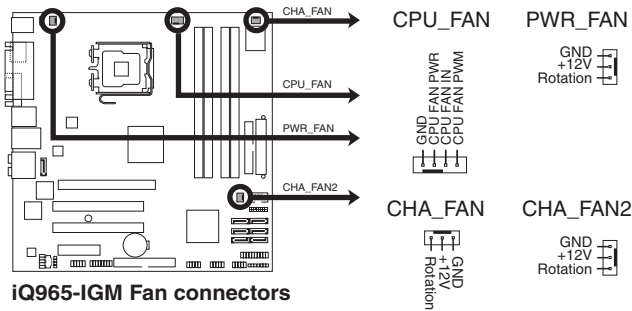 CHA_FAN
CPU_FAN
PWR_FAN
CHA_FAN2
iQ965-IGM Fan connectors
CPU_FAN
GND
CPU FAN PWR
CPU FAN IN
CPU FAN PWM
PWR_FAN
GND
+12V
Rotation
CHA_FAN
Rotation
+12V
GND
CHA_FAN2
GND
+12V
Rotation